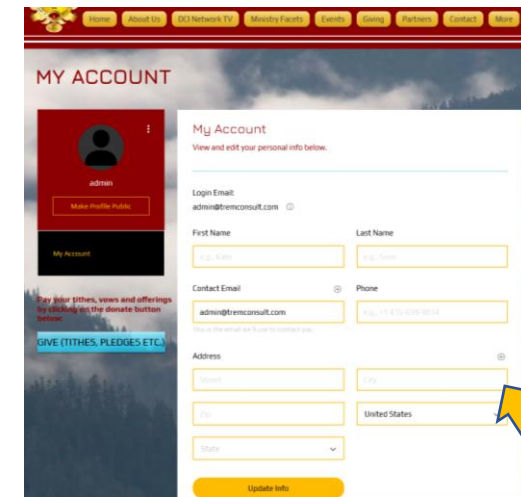 Home About Us DCI Network TV Ministry Facets Events Giving Partners Contact More
MY ACCOUNT
admin
Make Profile Public
My Account
Pay your tithes, vows and offerings
by clicking on the donate button
below:
GIVE (TITHES, PLEDGES ETC.)
My Account
View and edit your personal info below.
Login Email:
admin@tremconsult.com
First Name Last Name
e.g., Nate e.g., Soon
Contact Email Phone
admin@tremconsult.com
This is the email we'll use to contact you.
Address
Street City
Zip United States
State
Update Info